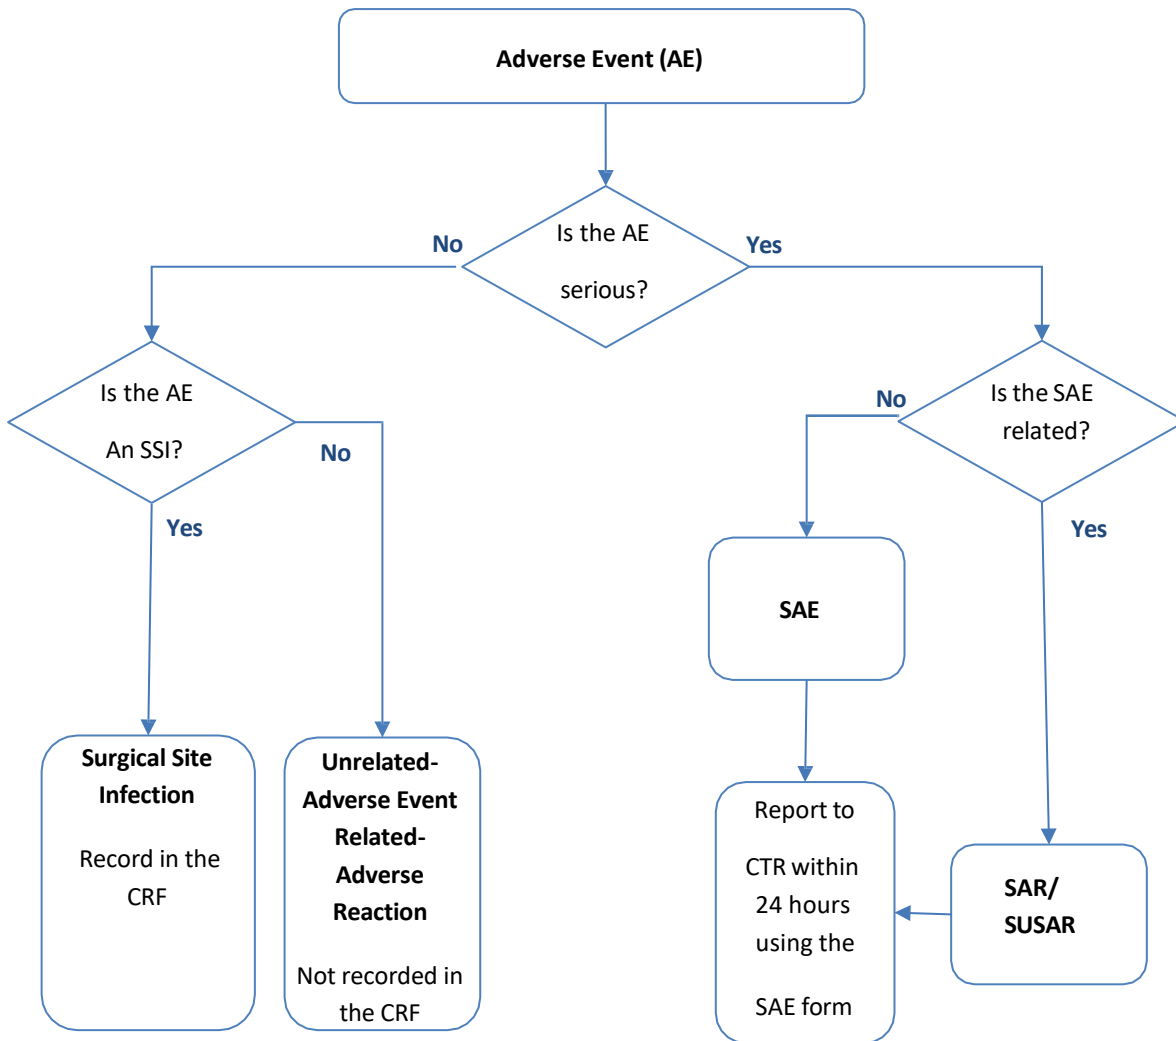 Adverse Event (AE)
Is the AE
serious?
No
Yes
Is the AE
An SSI?
No
Yes
Is the SAE
related?
No
Yes
SAE
Surgical Site
Infection
Record in the
CRF
Unrelated-
Adverse Event
Related-
Adverse
Reaction
Not recorded in
the CRF
Report to
CTR within
24 hours
using the
SAE form
SAR/
SUSAR